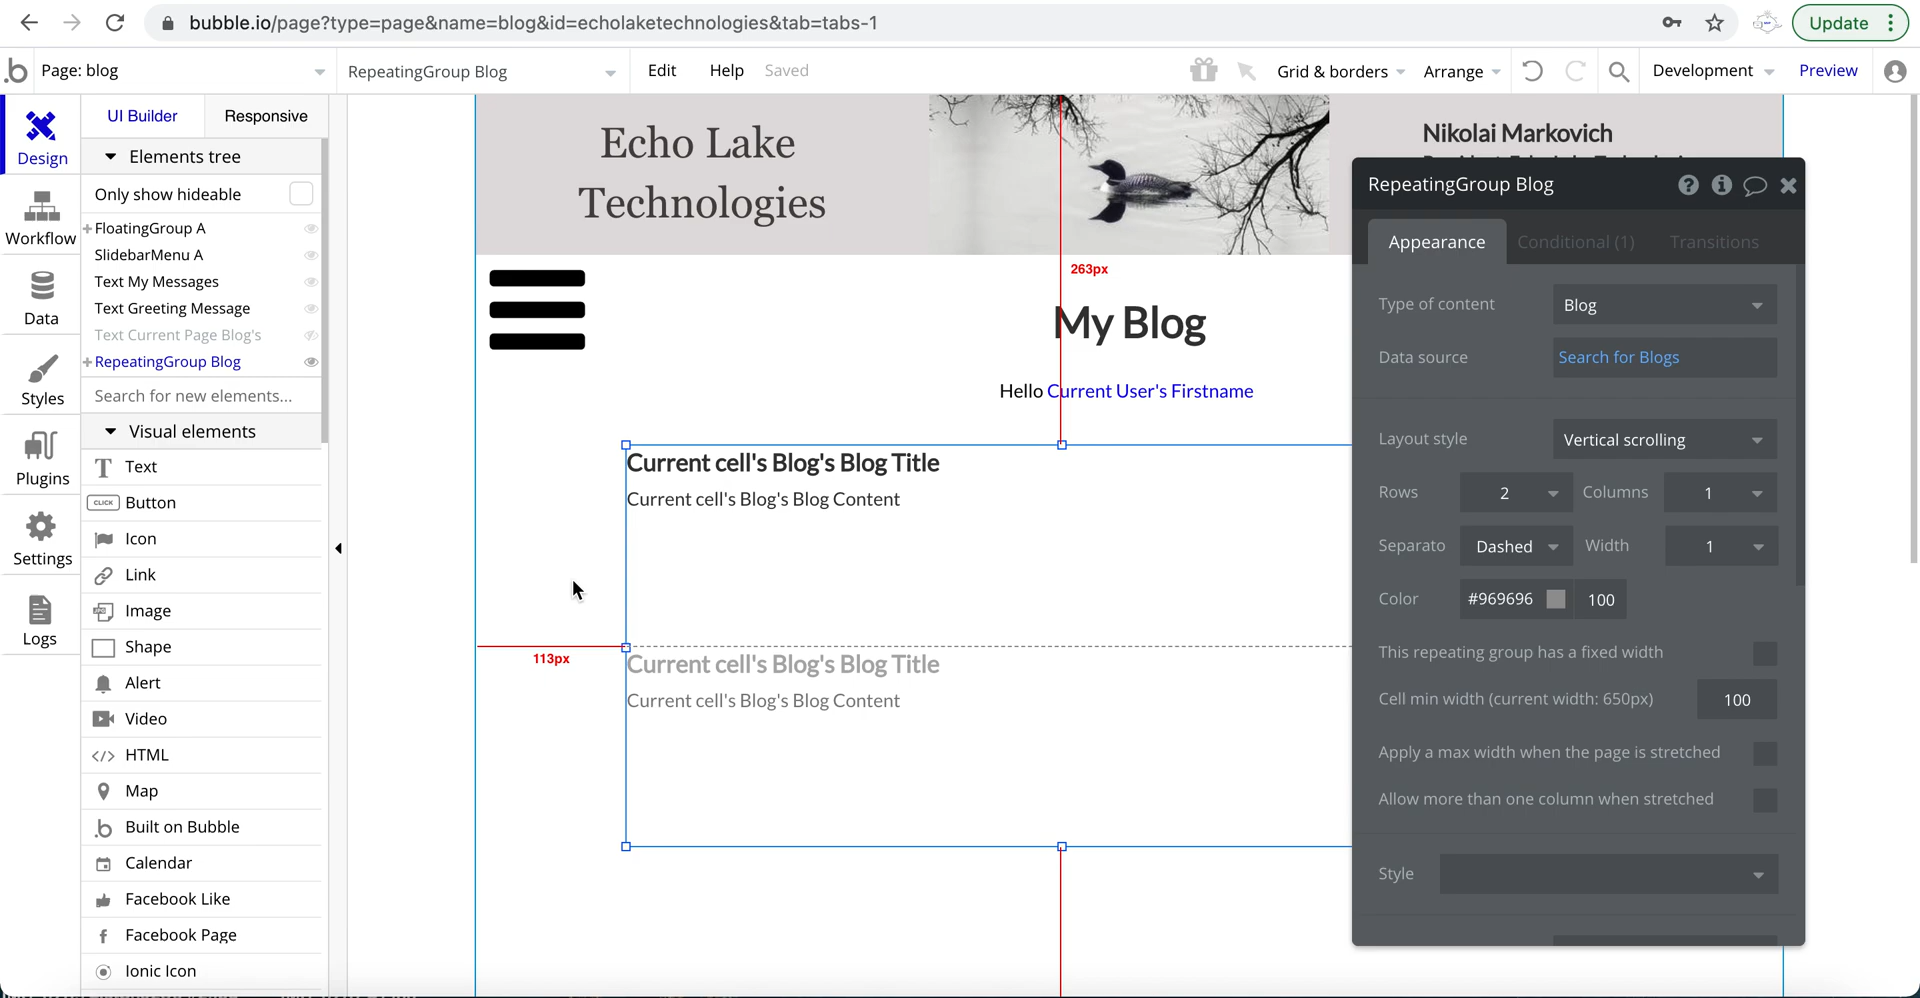 bubble.io/page?type=page&name=blog&id=echolaketechnologies&tab=tabs-1
Update
Page: blog
RepeatingGroup Blog
Edit
Help
Saved
Grid & borders
Arrange
Development
Preview
Design
Workflow
Data
Styles
Plugins
Settings
Logs
UI Builder
Responsive
Elements tree
Only show hideable
FloatingGroup A
SlidebarMenu A
Text My Messages
Text Greeting Message
Text Current Page Blog's
RepeatingGroup Blog
Search for new elements...
Visual elements
Text
CLICK Button
Icon
Link
Image
Shape
Alert
Video
HTML
Map
Built on Bubble
Calendar
Facebook Like
Facebook Page
Ionic Icon
Echo Lake
Technologies
Nikolai Markovich
263px
My Blog
Hello Current User's Firstname
Current cell's Blog's Blog Title
Current cell's Blog's Blog Content
113px
Current cell's Blog's Blog Title
Current cell's Blog's Blog Content
RepeatingGroup Blog
Appearance
Conditional (1)
Transitions
Type of content
Blog
Data source
Search for Blogs
Layout style
Vertical scrolling
Rows
2
Columns
1
Separato
Dashed
Width
1
Color
#969696
100
This repeating group has a fixed width
Cell min width (current width: 650px)
100
Apply a max width when the page is stretched
Allow more than one column when stretched
Style